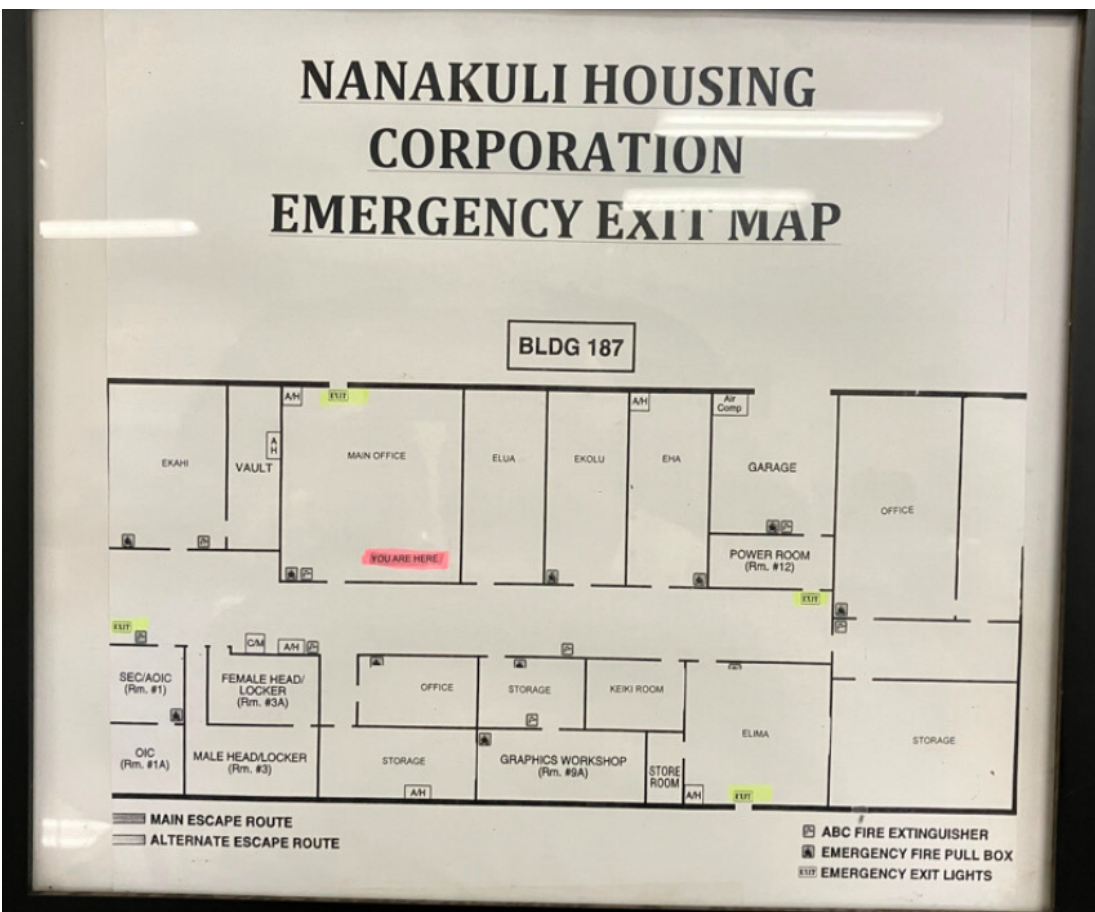 NANAKULI HOUSING
CORPORATION
EMERGENCY EXIT MAP
BLDG 187
A/H
EXIT
A/H
Air
Comp
A
H
EKAHI
VAULT
MAIN OFFICE
ELUA
EKOLU
EHA
GARAGE
OFFICE
YOU ARE HERE
POWER ROOM
(Rm. #12)
EXIT
EXIT
C/M
A/H
SEC/AOIC
(Rm. #1)
FEMALE HEAD/
LOCKER
(Rm. #3A)
OFFICE
STORAGE
KEIKI ROOM
ELIMA
STORAGE
OIC
(Rm. #1A)
MALE HEAD/LOCKER
(Rm. #3)
STORAGE
GRAPHICS WORKSHOP
(Rm. #9A)
STORE
ROOM
A/H
A/H
EXIT
MAIN ESCAPE ROUTE
ALTERNATE ESCAPE ROUTE
ABC FIRE EXTINGUISHER
EMERGENCY FIRE PULL BOX
EXIT EMERGENCY EXIT LIGHTS